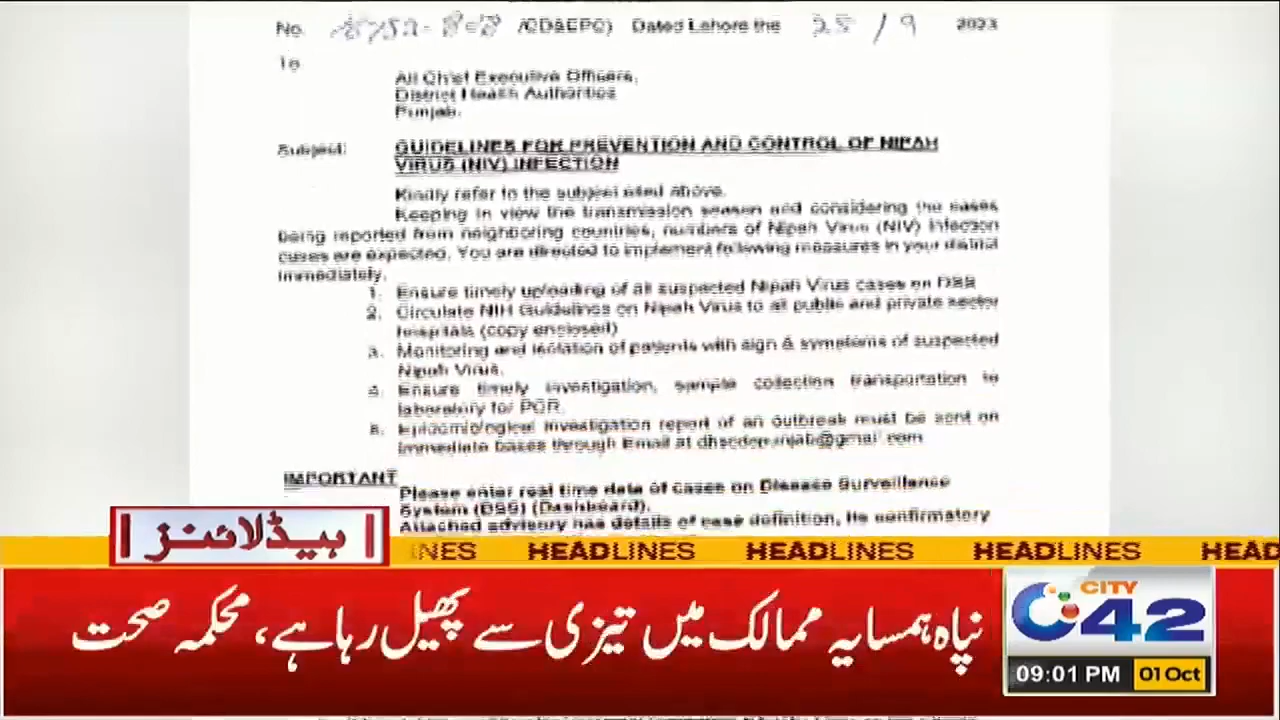 No. /CD&EPC) Dated Lahore the 25 / 9 2023
To
All Chief Executive Officers,
District Health Authorities
Punjab.
Subject: GUIDELINES FOR PREVENTION AND CONTROL OF NIPAH
VIRUS (NIV) INFECTION
Kindly refer to the subject cited above.
Keeping in view the transmission season and considering the cases
being reported from neighboring countries, numbers of Nipah Virus (NIV) Infection
cases are expected. You are directed to implement following measures in your district
immediately.
1. Ensure timely uploading of all suspected Nipah Virus cases on DSS
2. Circulate NIH Guidelines on Nipah Virus to all public and private sector
hospitals (copy enclosed)
3. Monitoring and isolation of patients with sign & symptoms of suspected
Nipah Virus.
4. Ensure timely investigation, sample collection transportation to
laboratory for PCR.
5. Epidemiological investigation report of an outbreak must be sent on
immediate bases through Email at
IMPORTANT
Please enter real time data of cases on Disease Surveillance
System (DSS) (Dashboard).
Attached advisory has details of case definition, its confirmatory
ہیڈلائنز
LINES HEADLINES HEADLINES HEADLINES HEAD
نپاہ ہمسایہ ممالک میں تیزی سے پھیل رہا ہے، محکمہ صحت
CITY
42
09:01 PM 01 Oct